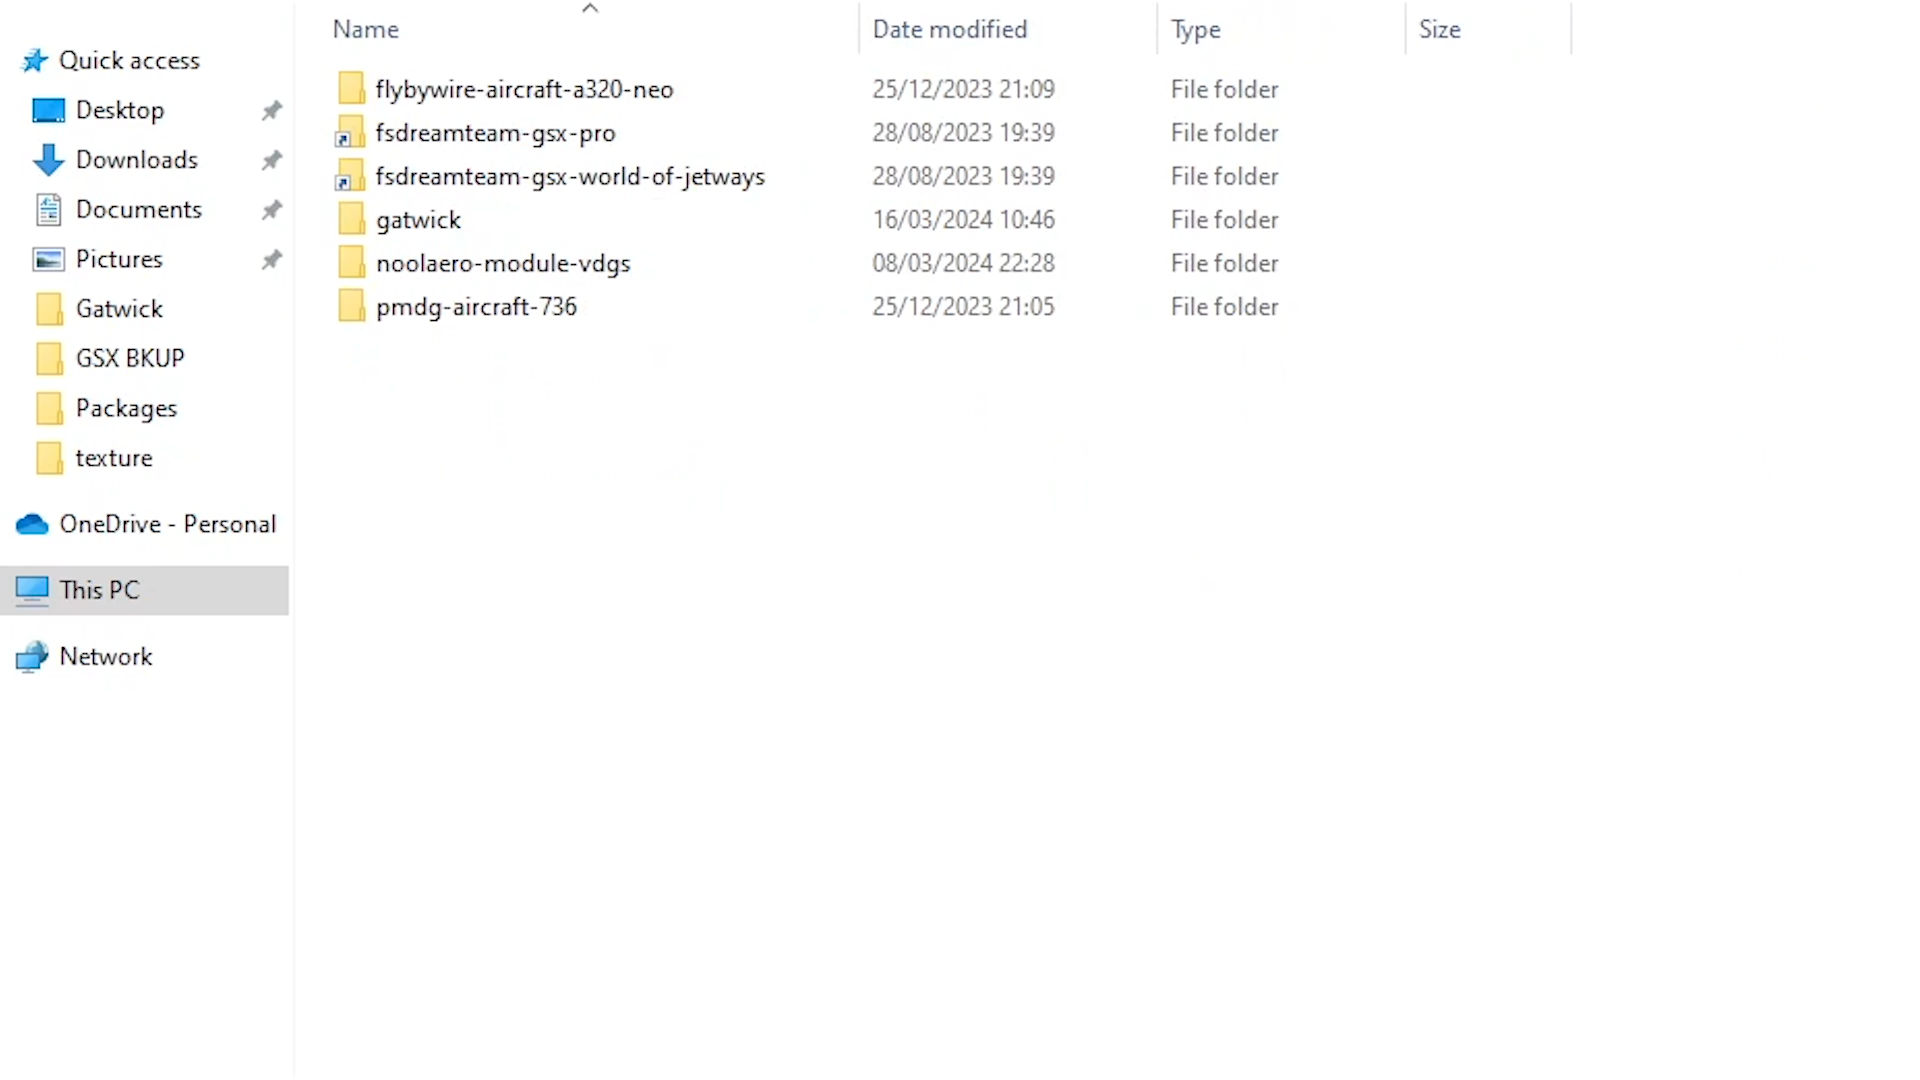 Name Date modified Type Size
Quick access
Desktop
Downloads
Documents
Pictures
Gatwick
GSX BKUP
Packages
texture
OneDrive - Personal
This PC
Network
flybywire-aircraft-a320-neo 25/12/2023 21:09 File folder
fsdreamteam-gsx-pro 28/08/2023 19:39 File folder
fsdreamteam-gsx-world-of-jetways 28/08/2023 19:39 File folder
gatwick 16/03/2024 10:46 File folder
noolaero-module-vdgs 08/03/2024 22:28 File folder
pmdg-aircraft-736 25/12/2023 21:05 File folder